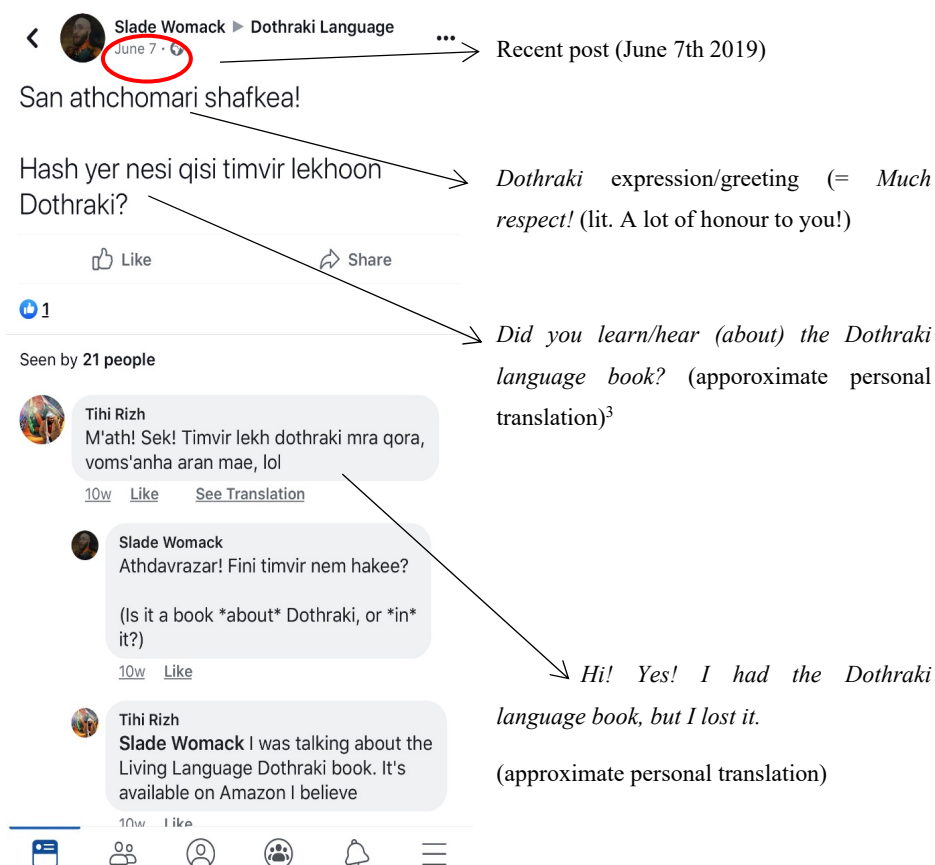 Slade Womack ▶ Dothraki Language
June 7 ·
San athchomari shafkea!
Hash yer nesi qisi timvir lekhoon
Dothraki?
Like
Share
1
Seen by 21 people
Tihi Rizh
M'ath! Sek! Timvir lekh dothraki mra qora,
voms'anha aran mae, lol
10w Like See Translation
Slade Womack
Athdavrazar! Fini timvir nem hakee?
(Is it a book *about* Dothraki, or *in*
it?)
10w Like
Tihi Rizh
Slade Womack I was talking about the
Living Language Dothraki book. It's
available on Amazon I believe
10w Like
Recent post (June 7th 2019)
Dothraki expression/greeting (= Much
respect! (lit. A lot of honour to you!)
Did you learn/hear (about) the Dothraki
language book? (apporoximate personal
translation)3
Hi! Yes! I had the Dothraki
language book, but I lost it.
(approximate personal translation)